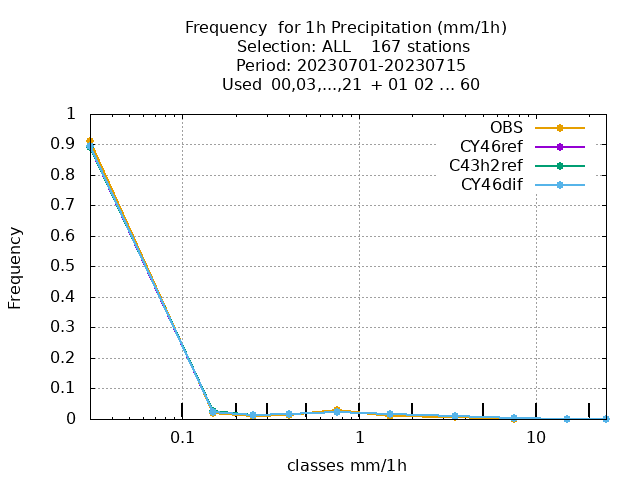 Frequency  for 1h Precipitation (mm/1h)
Selection: ALL    167 stations
Period: 20230701-20230715
Used  00,03,...,21  + 01 02 ... 60
1
0.9
0.8
0.7
0.6
0.5
0.4
0.3
0.2
0.1
0
Frequency
OBS
CY46ref
C43h2ref
CY46dif
0.1
1
10
classes mm/1h